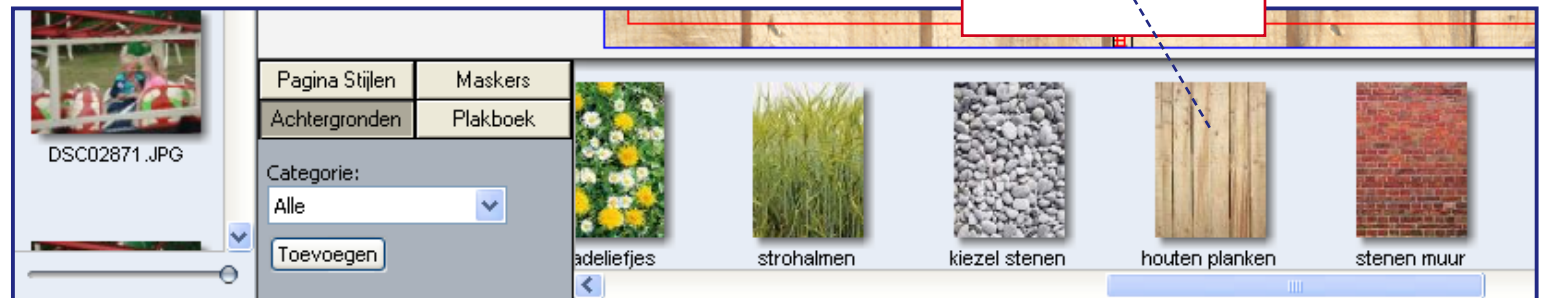 Pagina Stijlen
Maskers
Achtergronden
Plakboek
DSC02871.JPG
Categorie:
Alle
Toevoegen
adeliefjes
strohalmen
kiezel stenen
houten planken
stenen muur